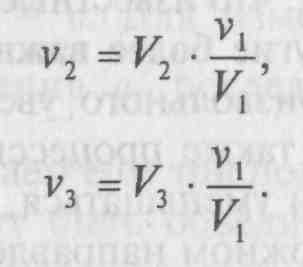 v₂ = V₂ · v₁/V₁,
v₃ = V₃ · v₁/V₁.